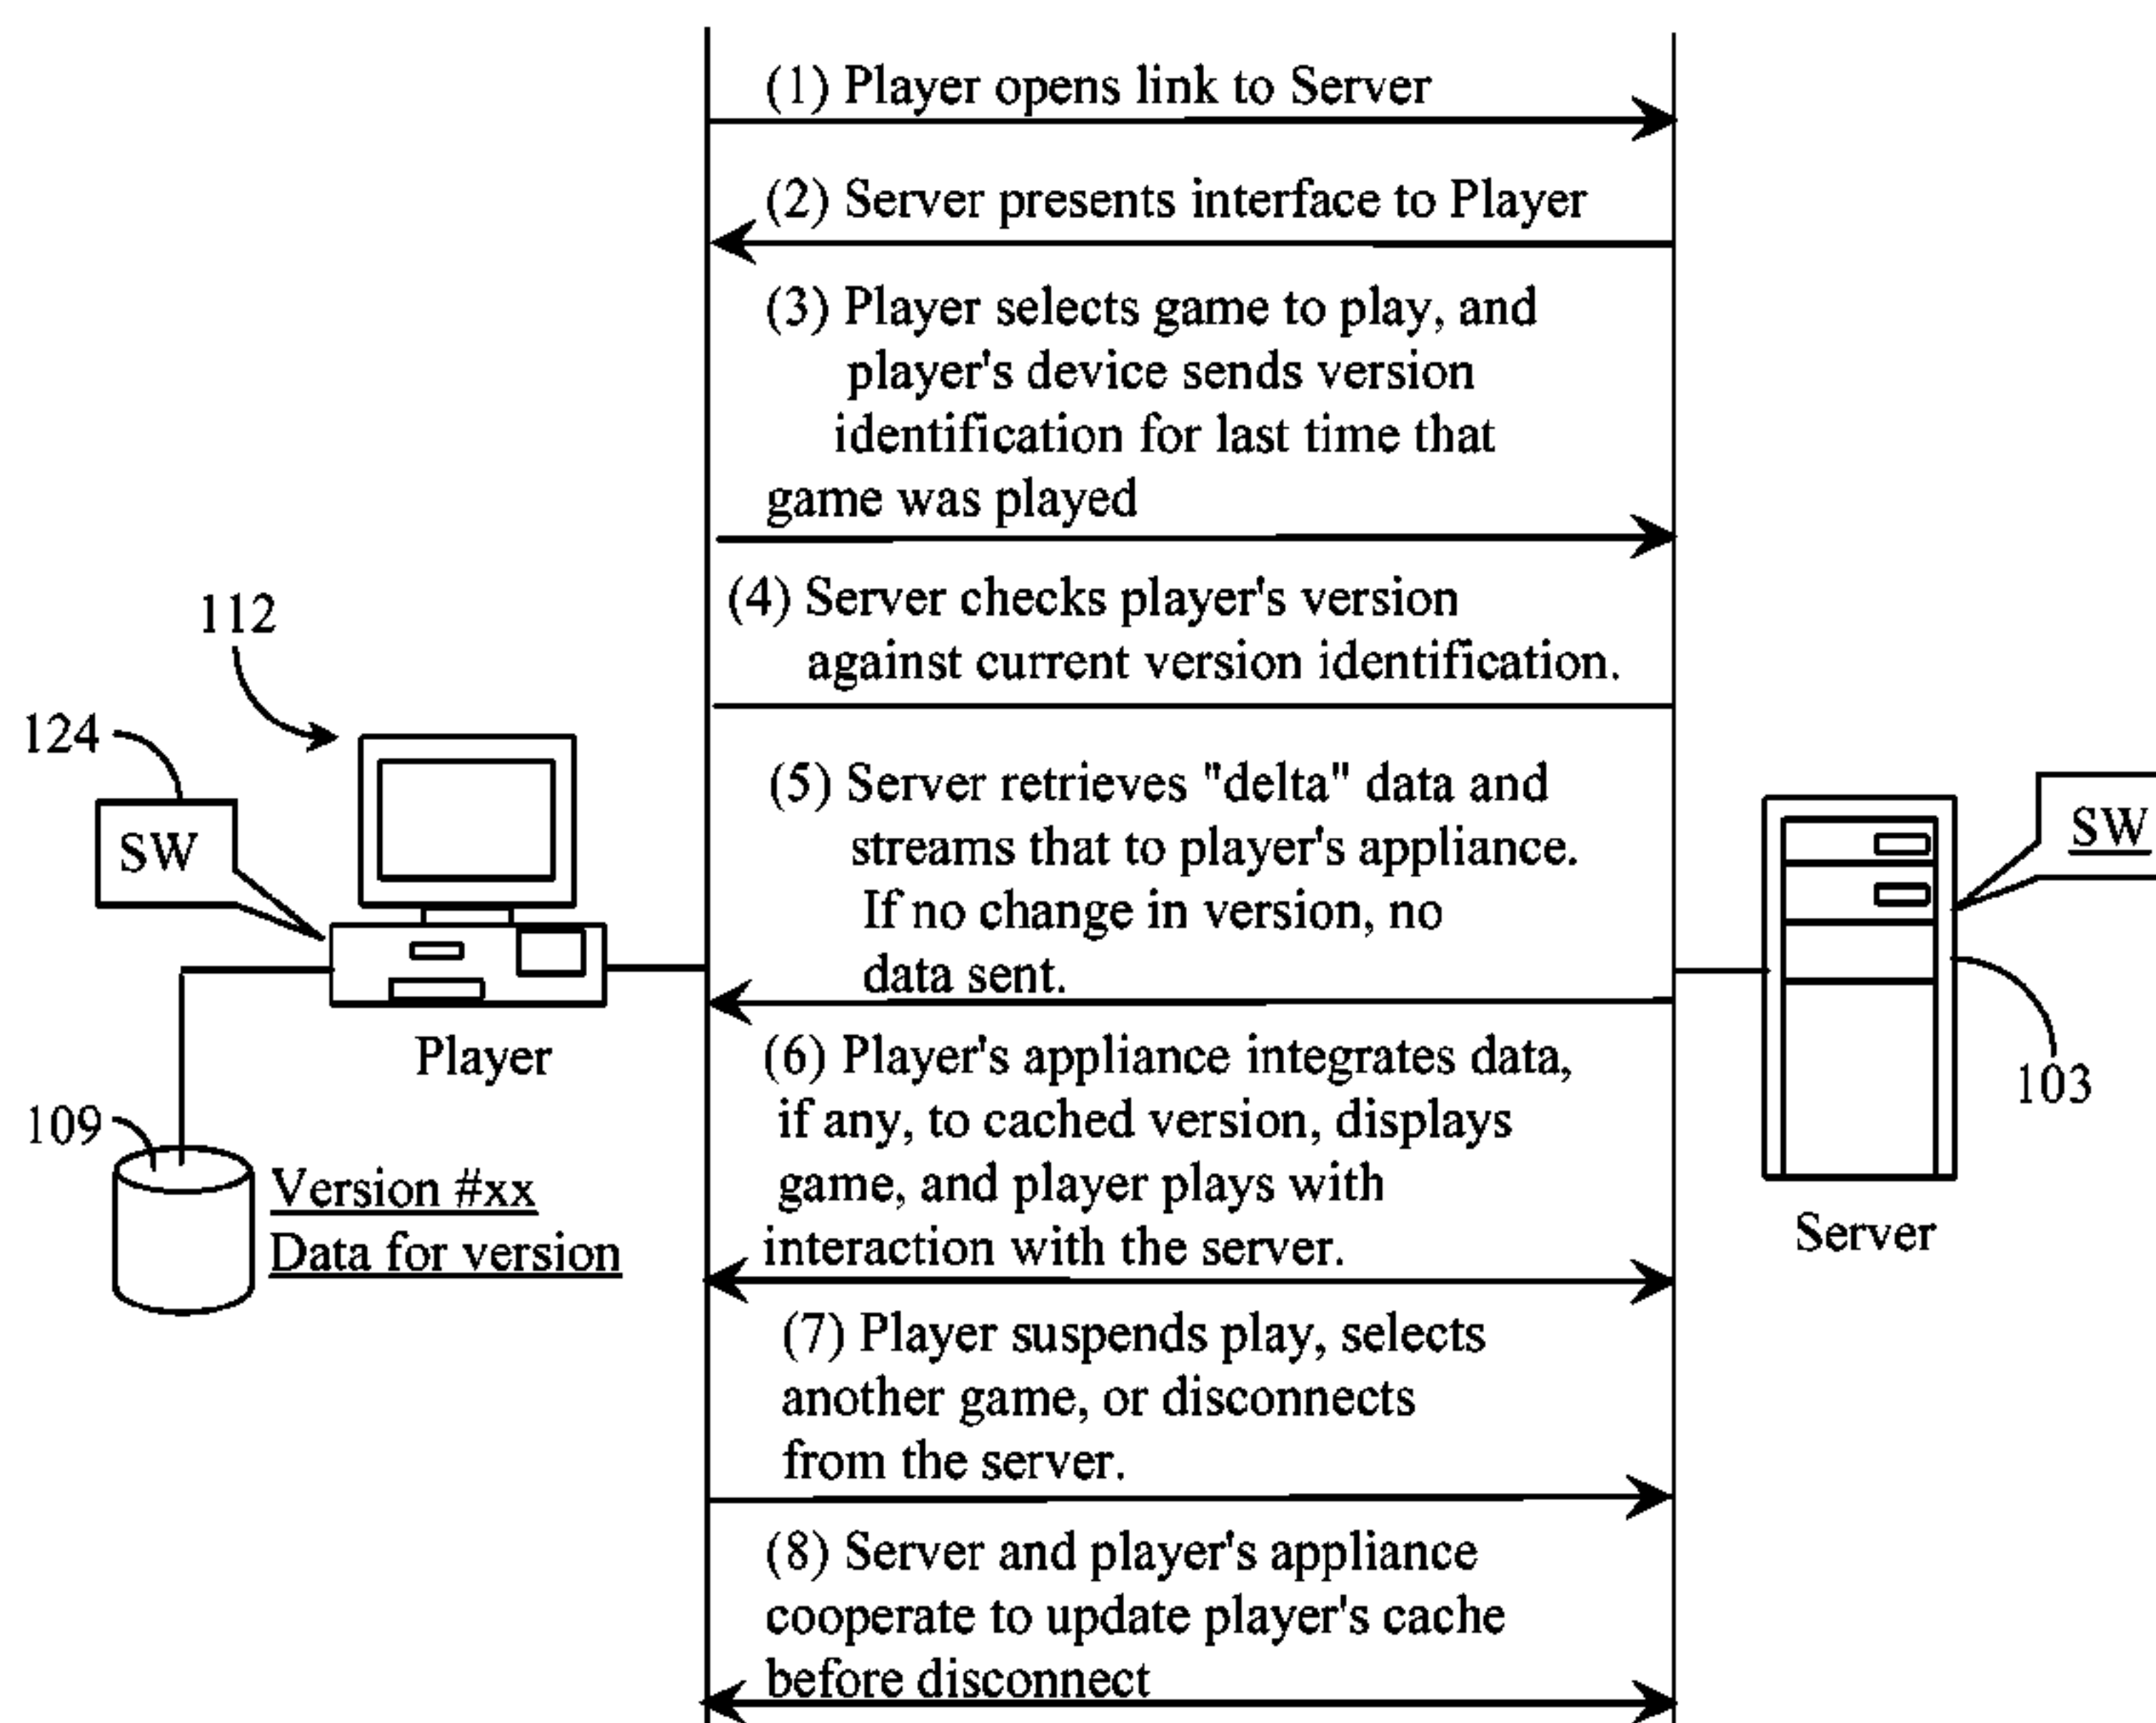 (1) Player opens link to Server
(2) Server presents interface to Player
(3) Player selects game to play, and
player's device sends version
identification for last time that
game was played
(4) Server checks player's version
against current version identification.
(5) Server retrieves "delta" data and
streams that to player's appliance.
If no change in version, no
data sent.
(6) Player's appliance integrates data,
if any, to cached version, displays
game, and player plays with
interaction with the server.
(7) Player suspends play, selects
another game, or disconnects
from the server.
(8) Server and player's appliance
cooperate to update player's cache
before disconnect
112
124
SW
Player
109
Version #xx
Data for version
SW
103
Server